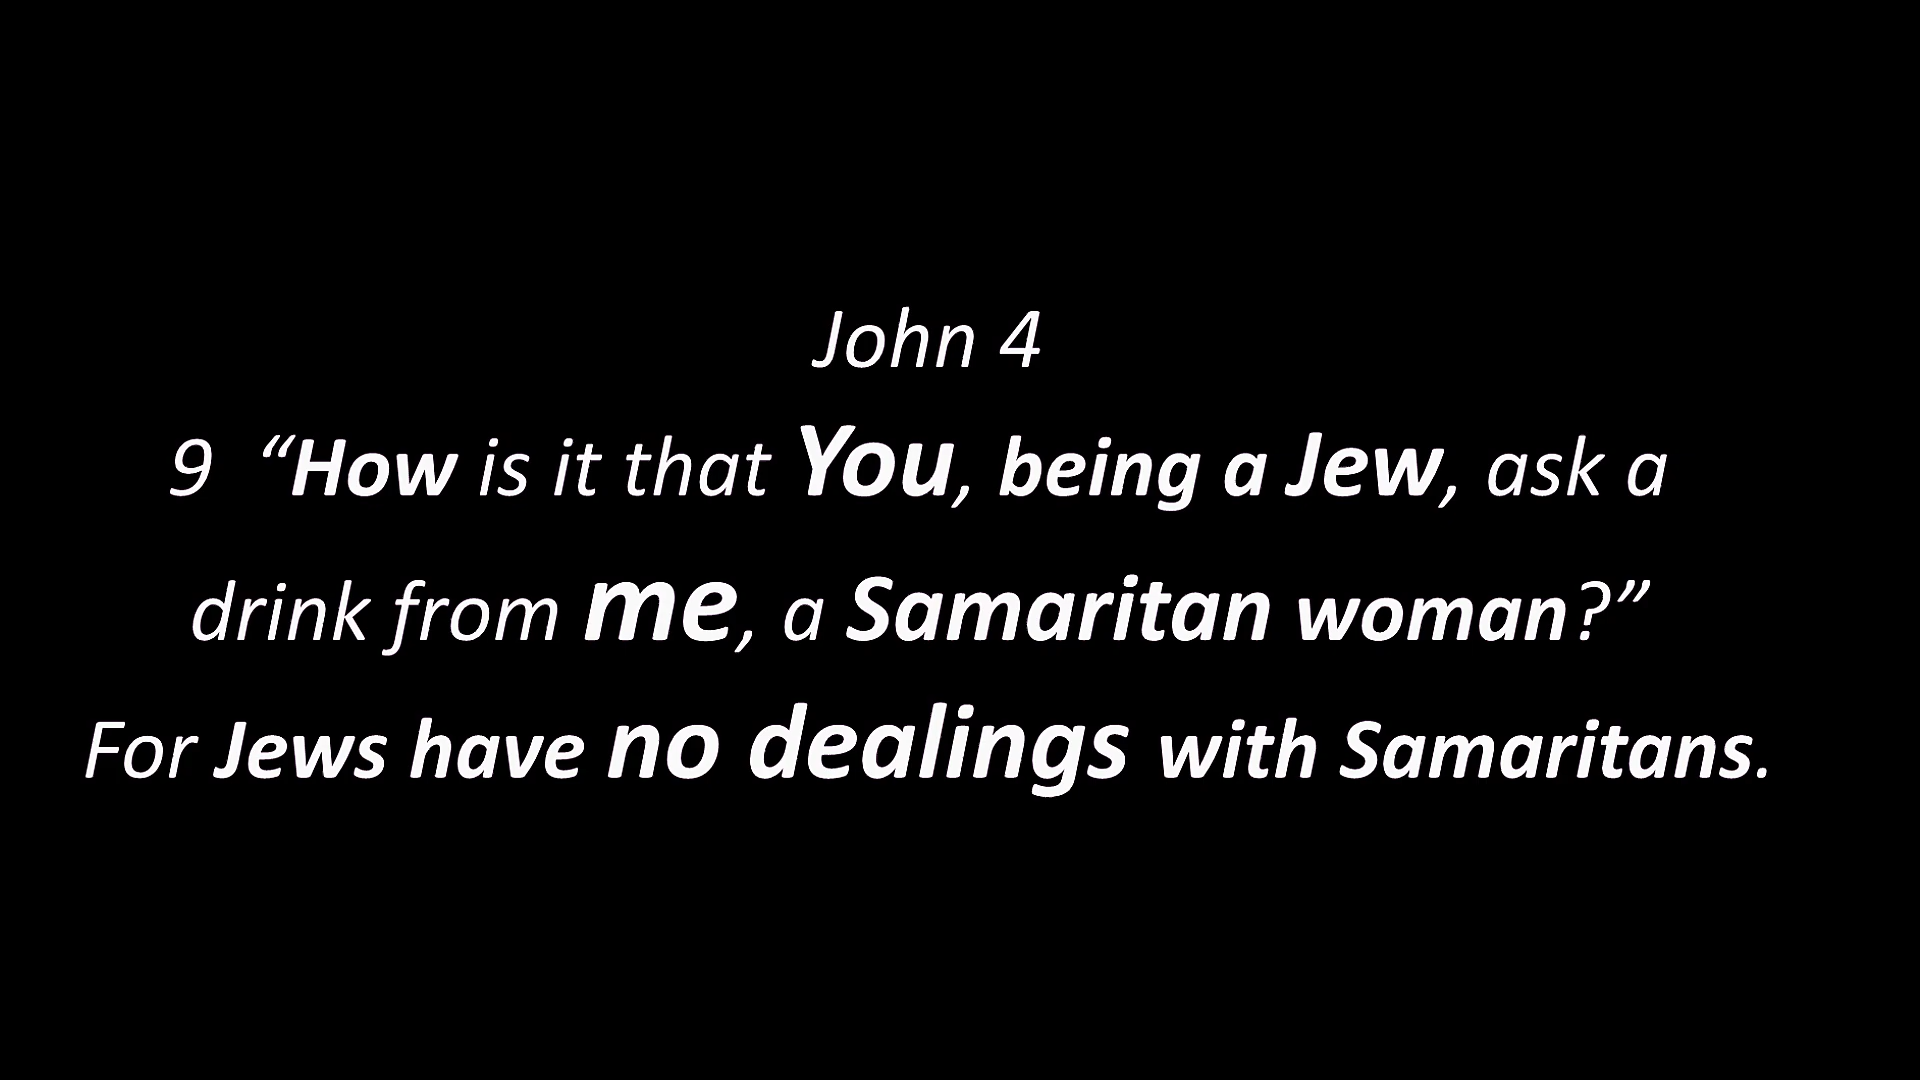 John 4
9 “How is it that You, being a Jew, ask a
drink from me, a Samaritan woman?”
For Jews have no dealings with Samaritans.